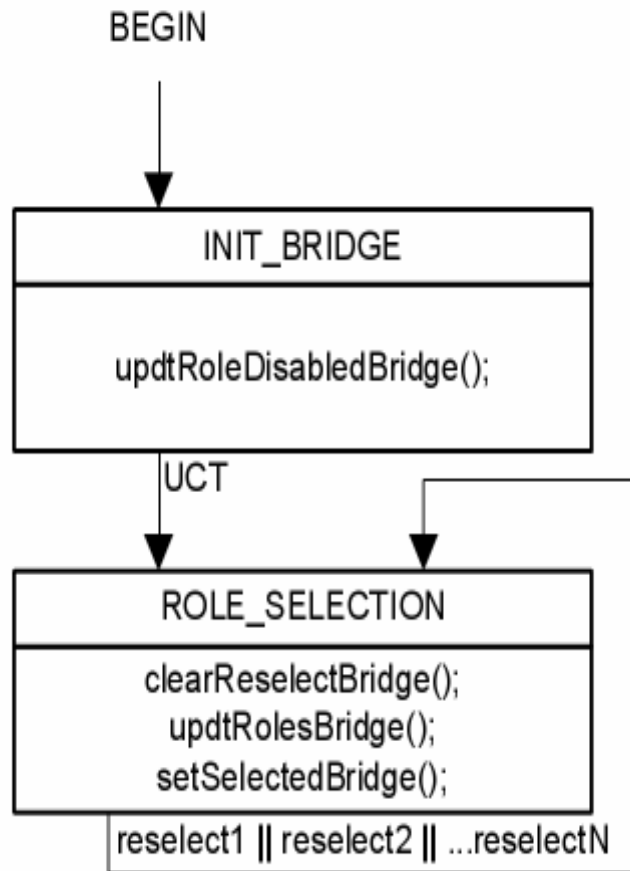 BEGIN
INIT_BRIDGE
updtRoleDisabledBridge();
UCT
ROLE_SELECTION
clearReselectBridge();
updtRolesBridge();
setSelectedBridge();
reselect1 || reselect2 || ...reselectN